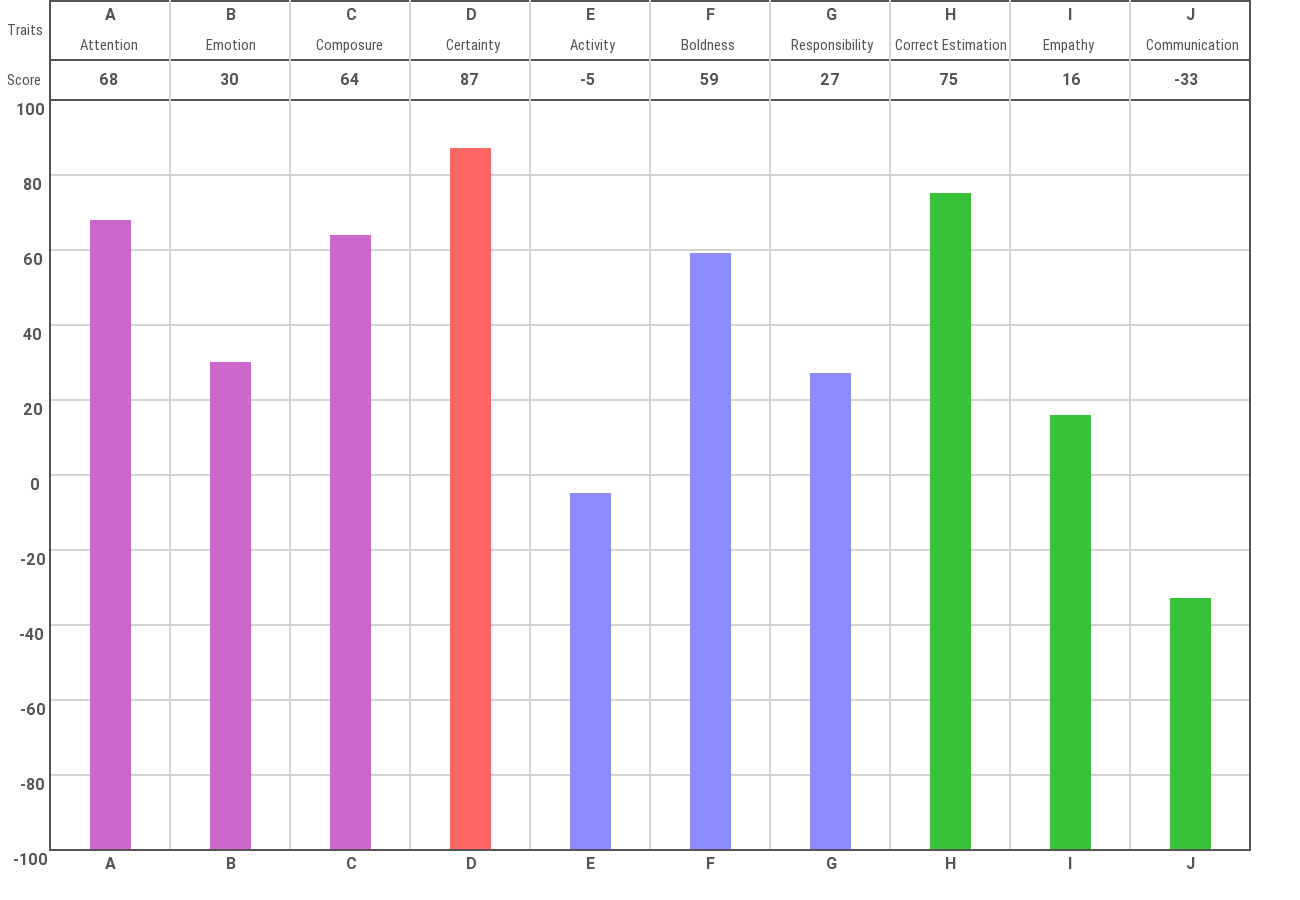 A B C D E F G H I J
Traits
Attention Emotion Composure Certainty Activity Boldness Responsibility Correct Estimation Empathy Communication
Score 68 30 64 87 -5 59 27 75 16 -33
100
80
60
40
20
0
-20
-40
-60
-80
-100
A B C D E F G H I J